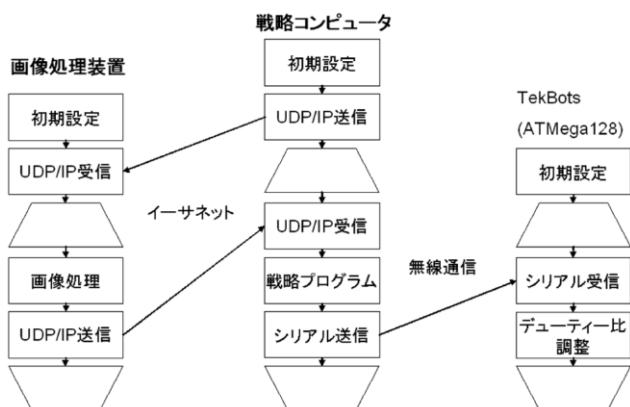 画像処理装置
初期設定
UDP/IP受信
画像処理
UDP/IP送信
イーサネット
戦略コンピュータ
初期設定
UDP/IP送信
UDP/IP受信
戦略プログラム
シリアル送信
無線通信
TekBots
(ATMega128)
初期設定
シリアル受信
デューティー比
調整